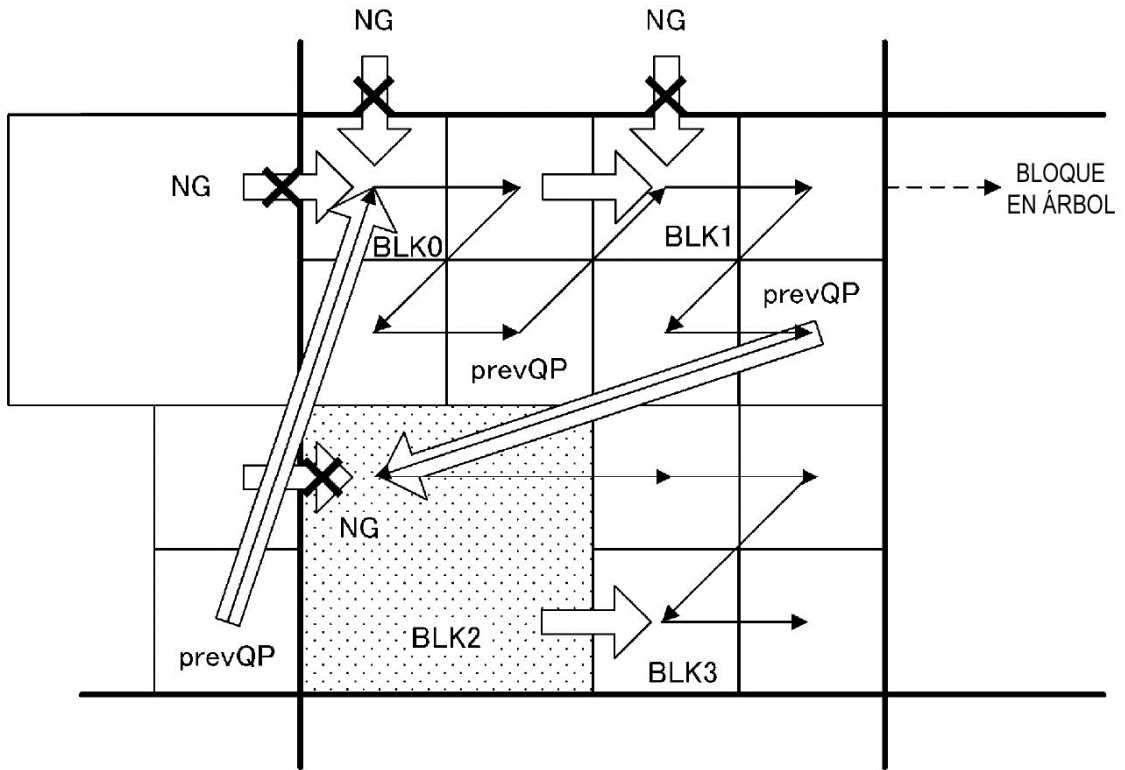 NG
NG
NG
BLOQUE
EN ÁRBOL
BLK0
BLK1
prevQP
prevQP
NG
BLK2
prevQP
BLK3